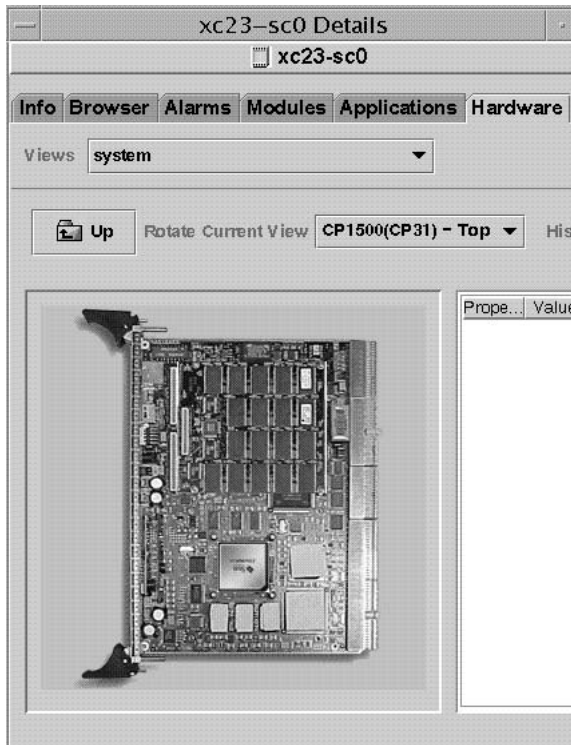 xc23-sc0 Details
xc23-sc0
Info Browser Alarms Modules Applications Hardware
Views system
Up Rotate Current View CP1500(CP31) - Top His
Prope... Value